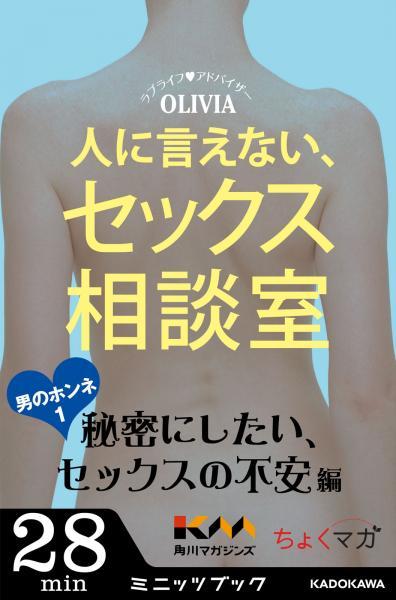 ラブライフ♥アドバイザー
OLIVIA
人に言えない、
セックス
相談室
男のホンネ
1
秘密にしたい、
セックスの不安編
KM
角川マガジンズ
ちょくマガ
28
min
ミニッツブック
KADOKAWA